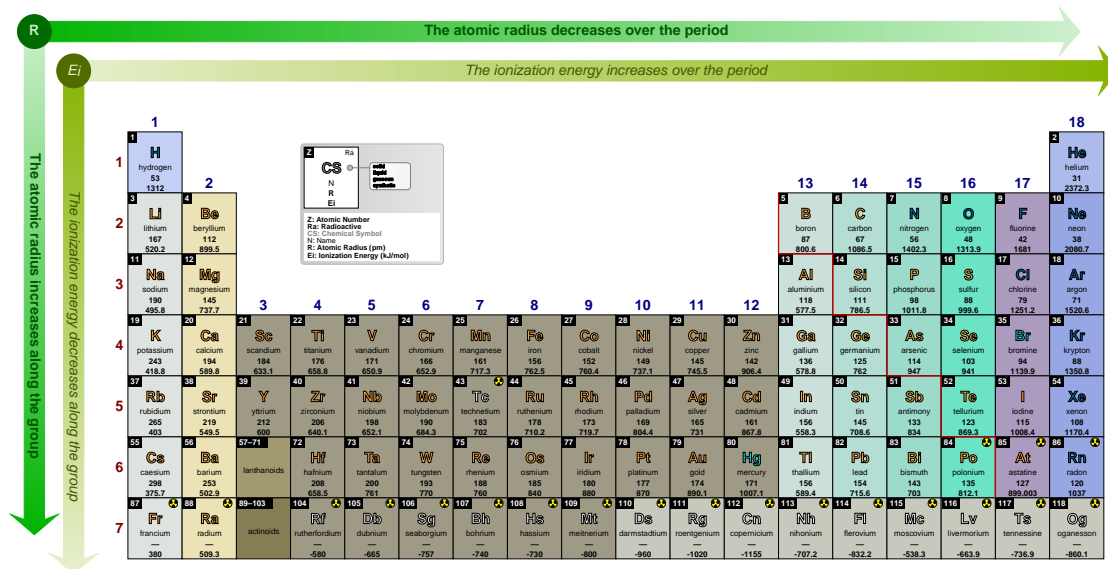 R
The atomic radius decreases over the period
Ei
The ionization energy increases over the period
The atomic radius increases along the group
The ionization energy decreases along the group
1
18
1
1
H
hydrogen
53
1312
Z
Ra
CS
N
R
Ei
solid
liquid
gaseous
synthetic
Z: Atomic Number
Ra: Radioactive
CS: Chemical Symbol
N: Name
R: Atomic Radius (pm)
Ei: Ionization Energy (kJ/mol)
2
He
helium
31
2372.3
2
13
14
15
16
17
2
3
Li
lithium
167
520.2
4
Be
beryllium
112
899.5
5
B
boron
87
800.6
6
C
carbon
67
1086.5
7
N
nitrogen
56
1402.3
8
O
oxygen
48
1313.9
9
F
fluorine
42
1681
10
Ne
neon
38
2080.7
3
11
Na
sodium
190
495.8
12
Mg
magnesium
145
737.7
13
Al
aluminium
118
577.5
14
Si
silicon
111
786.5
15
P
phosphorus
98
1011.8
16
S
sulfur
88
999.6
17
Cl
chlorine
79
1251.2
18
Ar
argon
71
1520.6
3
4
5
6
7
8
9
10
11
12
4
19
K
potassium
243
418.8
20
Ca
calcium
194
589.8
21
Sc
scandium
184
633.1
22
Ti
titanium
176
658.8
23
V
vanadium
171
650.9
24
Cr
chromium
166
652.9
25
Mn
manganese
161
717.3
26
Fe
iron
156
762.5
27
Co
cobalt
152
760.4
28
Ni
nickel
149
737.1
29
Cu
copper
145
745.5
30
Zn
zinc
142
906.4
31
Ga
gallium
136
578.8
32
Ge
germanium
125
762
33
As
arsenic
114
947
34
Se
selenium
103
941
35
Br
bromine
94
1139.9
36
Kr
krypton
88
1350.8
5
37
Rb
rubidium
265
403
38
Sr
strontium
219
549.5
39
Y
yttrium
212
600
40
Zr
zirconium
206
640.1
41
Nb
niobium
198
652.1
42
Mo
molybdenum
190
684.3
43
Tc
technetium
183
702
44
Ru
ruthenium
178
710.2
45
Rh
rhodium
173
719.7
46
Pd
palladium
169
804.4
47
Ag
silver
165
731
48
Cd
cadmium
161
867.8
49
In
indium
156
558.3
50
Sn
tin
145
708.6
51
Sb
antimony
133
834
52
Te
tellurium
123
869.3
53
I
iodine
115
1008.4
54
Xe
xenon
108
1170.4
6
55
Cs
caesium
298
375.7
56
Ba
barium
253
502.9
57–71
lanthanoids
72
Hf
hafnium
208
658.5
73
Ta
tantalum
200
761
74
W
tungsten
193
770
75
Re
rhenium
188
760
76
Os
osmium
185
840
77
Ir
iridium
180
880
78
Pt
platinum
177
870
79
Au
gold
174
890.1
80
Hg
mercury
171
1007.1
81
Tl
thallium
156
589.4
82
Pb
lead
154
715.6
83
Bi
bismuth
143
703
84
Po
polonium
135
812.1
85
At
astatine
127
899.003
86
Rn
radon
120
1037
7
87
Fr
francium
—
380
88
Ra
radium
—
509.3
89–103
actinoids
104
Rf
rutherfordium
—
-580
105
Db
dubnium
—
-665
106
Sg
seaborgium
—
-757
107
Bh
bohrium
—
-740
108
Hs
hassium
—
-730
109
Mt
meitnerium
—
-800
110
Ds
darmstadtium
—
-960
111
Rg
roentgenium
—
-1020
112
Cn
copernicium
—
-1155
113
Nh
nihonium
—
-707.2
114
Fl
flerovium
—
-832.2
115
Mc
moscovium
—
-538.3
116
Lv
livermorium
—
-663.9
117
Ts
tennessine
—
-736.9
118
Og
oganesson
—
-860.1